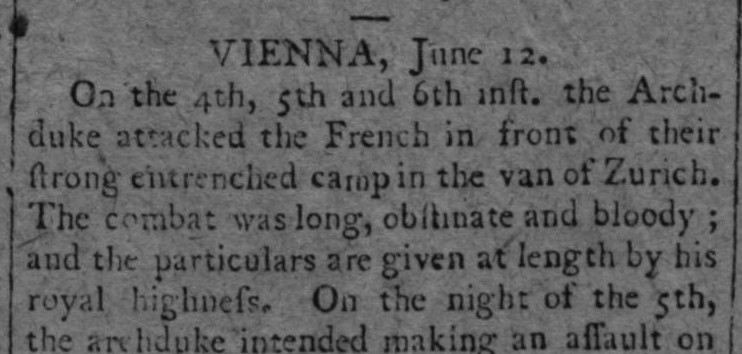 VIENNA, June 12.
On the 4th, 5th and 6th inſt. the Arch-
duke attacked the French in front of their
ſtrong entrenched camp in the van of Zurich.
The combat was long, obſtinate and bloody ;
and the particulars are given at length by his
royal highneſs. On the night of the 5th,
the archduke intended making an aſſault on